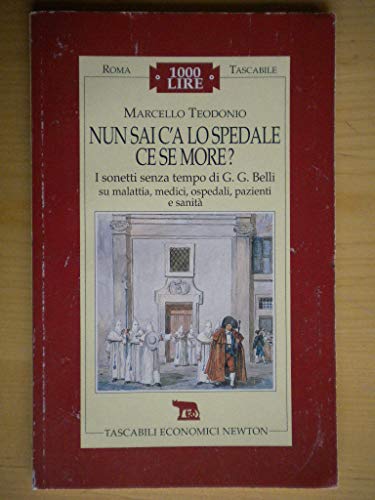 ROMA 1000 LIRE TASCABILE
MARCELLO TEODONIO
NUN SAI C'A LO SPEDALE
CE SE MORE?
I sonetti senza tempo di G. G. Belli
su malattia, medici, ospedali, pazienti
e sanità
TASCABILI ECONOMICI NEWTON